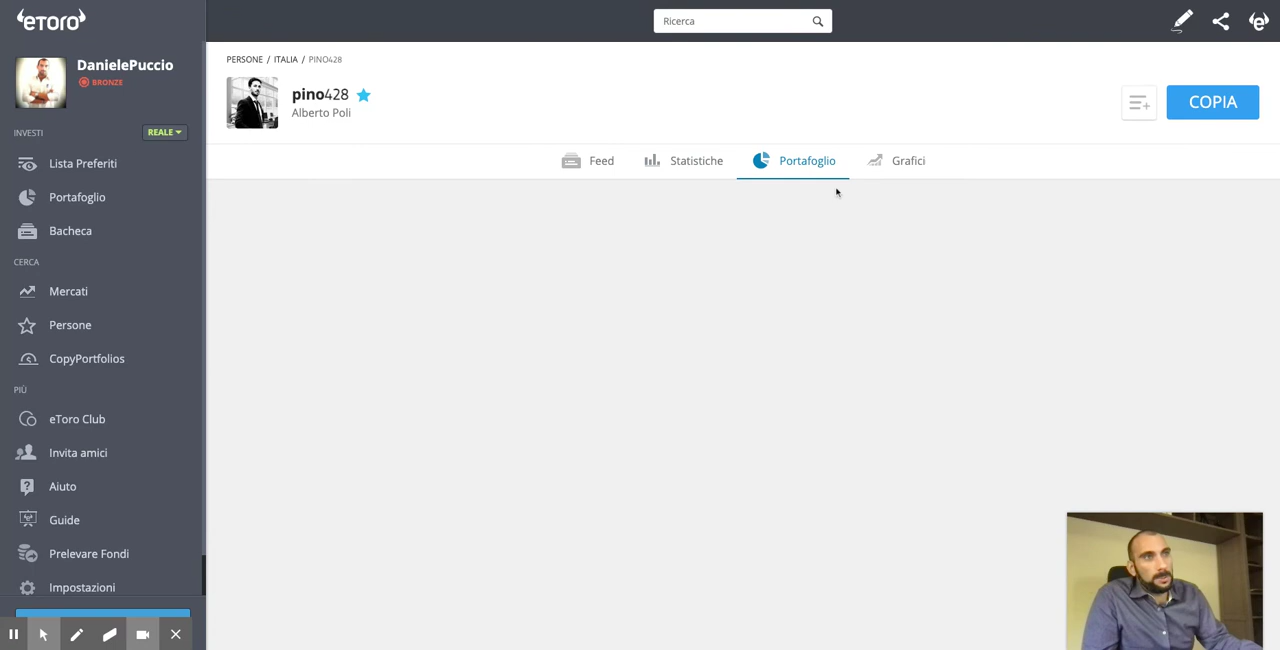 eTORO
Ricerca
DanielePuccio
BRONZE
PERSONE / ITALIA / PINO428
pino428
Alberto Poli
COPIA
INVESTI
REALE
Lista Preferiti
Portafoglio
Bacheca
CERCA
Mercati
Persone
CopyPortfolios
PIÙ
eToro Club
Invita amici
Aiuto
Guide
Prelevare Fondi
Impostazioni
Feed
Statistiche
Portafoglio
Grafici